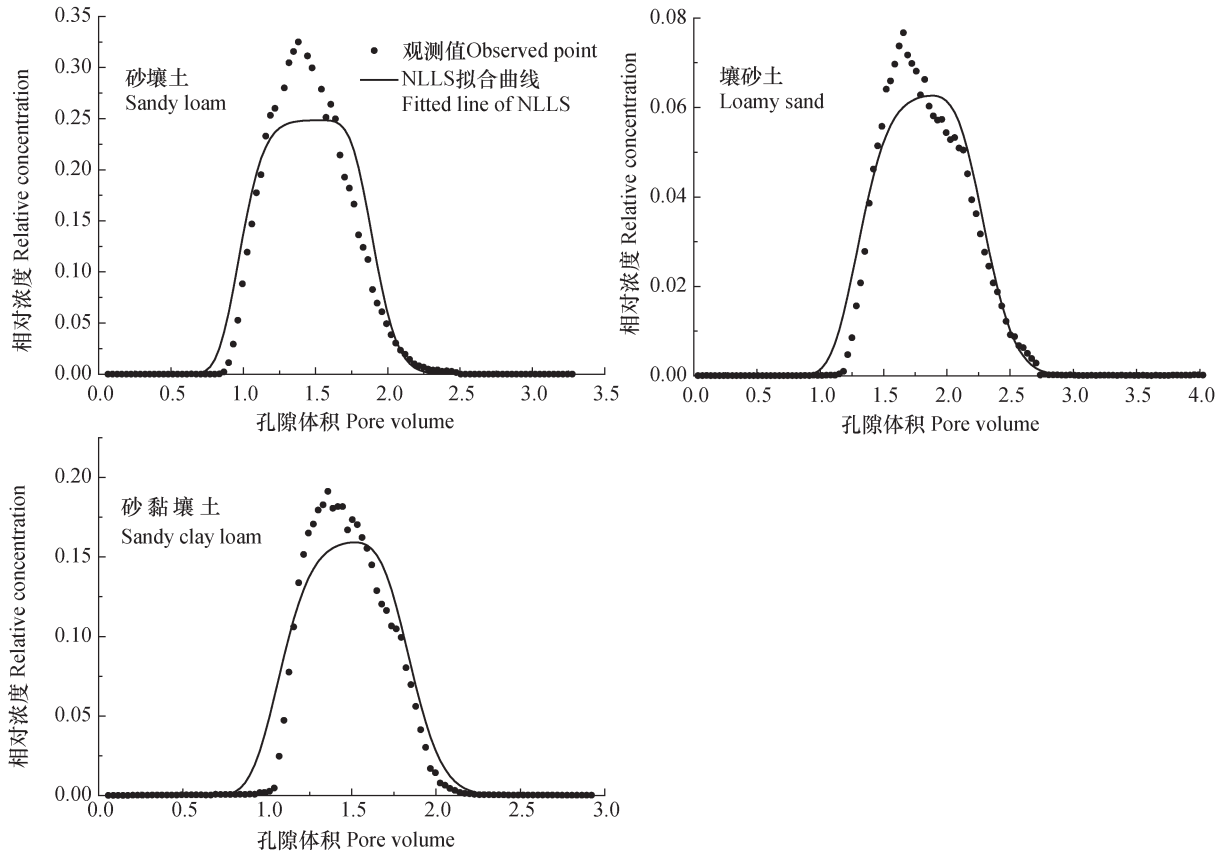 0.35
0.30
0.25
0.20
0.15
0.10
0.05
0.00
相对浓度 Relative concentration
砂壤土
Sandy loam
观测值Observed point
NLLS拟合曲线
Fitted line of NLLS
0.0 0.5 1.0 1.5 2.0 2.5 3.0 3.5
孔隙体积 Pore volume
0.08
0.06
0.04
0.02
0.00
相对浓度 Relative concentration
壤砂土
Loamy sand
0.0 0.5 1.0 1.5 2.0 2.5 3.0 3.5 4.0
孔隙体积 Pore volume
0.20
0.15
0.10
0.05
0.00
相对浓度 Relative concentration
砂黏壤土
Sandy clay loam
0.0 0.5 1.0 1.5 2.0 2.5 3.0
孔隙体积 Pore volume